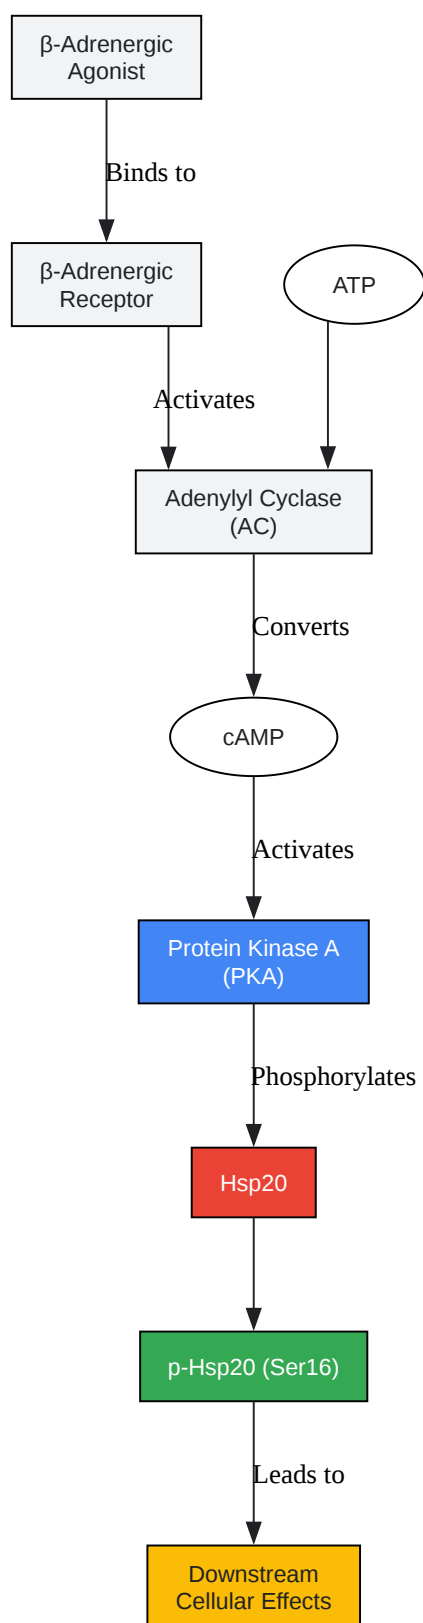 β-Adrenergic
Agonist
Binds to
β-Adrenergic
Receptor
ATP
Activates
Adenylyl Cyclase
(AC)
Converts
cAMP
Activates
Protein Kinase A
(PKA)
Phosphorylates
Hsp20
p-Hsp20 (Ser16)
Leads to
Downstream
Cellular Effects